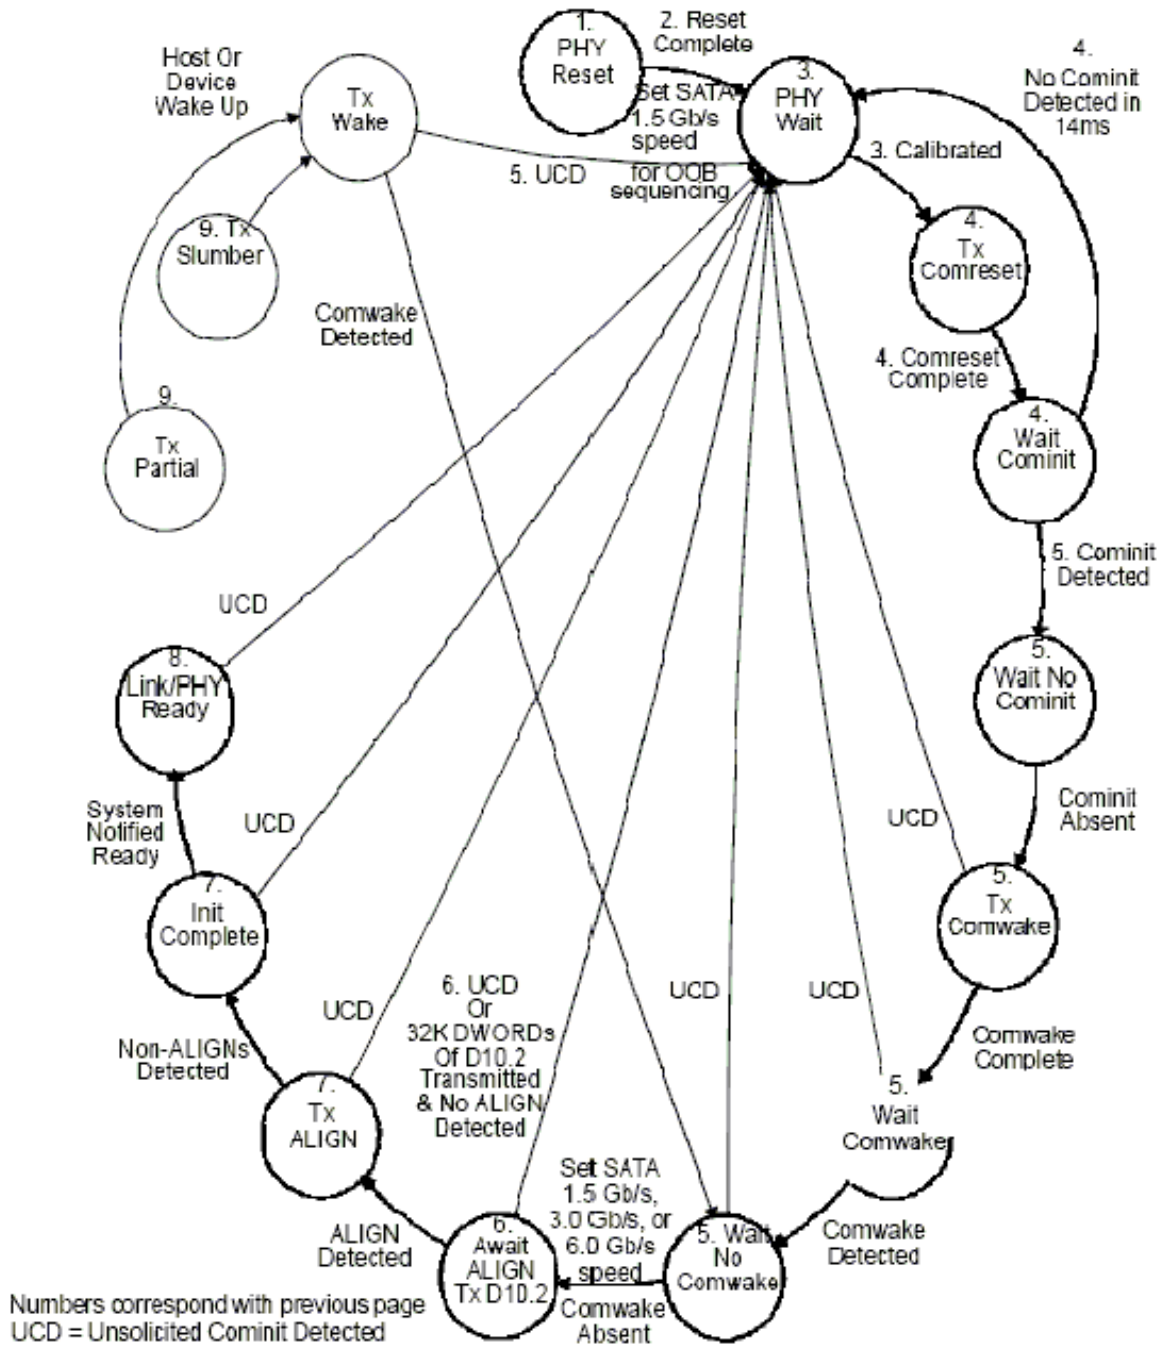 1.
PHY
Reset
2. Reset
Complete
Set SATA
1.5 Gb/s
speed
for OOB
sequencing
3.
PHY
Wait
4.
No Cominit
Detected in
14ms
3. Calibrated
4.
Tx
Comreset
4. Comreset
Complete
4.
Wait
Cominit
5. Cominit
Detected
5.
Wait No
Cominit
Cominit
Absent
5.
Tx
Comwake
UCD
Comwake
Complete
5.
Wait
Comwake
UCD
Comwake
Detected
5. Wait
No
Comwake
UCD
Set SATA
1.5 Gb/s,
3.0 Gb/s, or
6.0 Gb/s
speed
Comwake
Absent
6.
Await
ALIGN
Tx D10.2
6. UCD
Or
32K DWORDs
Of D10.2
Transmitted
& No ALIGN
Detected
ALIGN
Detected
7.
Tx
ALIGN
UCD
Non-ALIGNs
Detected
7.
Init
Complete
UCD
System
Notified
Ready
8.
Link/PHY
Ready
UCD
9.
Tx
Partial
9. Tx
Slumber
Host Or
Device
Wake Up
Tx
Wake
5. UCD
Comwake
Detected
Numbers correspond with previous page
UCD = Unsolicited Cominit Detected